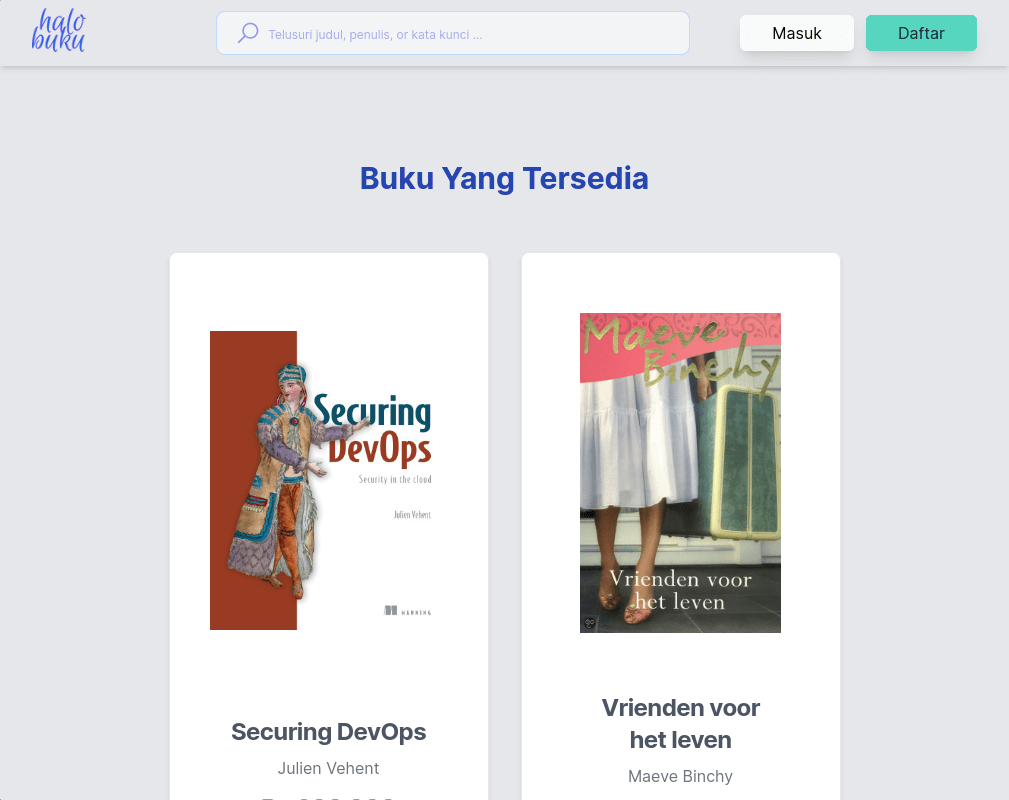 halo
buku
Telusuri judul, penulis, or kata kunci ...
Masuk
Daftar
Buku Yang Tersedia
Securing
DevOps
Security in the cloud
Julien Vehent
MANNING
Securing DevOps
Julien Vehent
Maeve
Binchy
Vrienden voor
het leven
Vrienden voor
het leven
Maeve Binchy